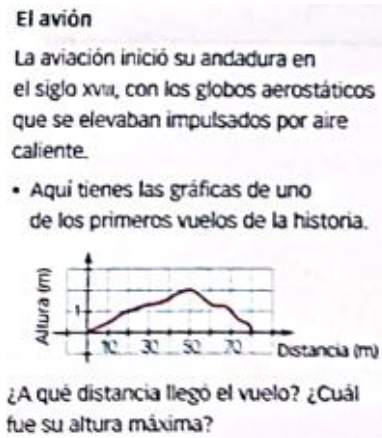 El avión
La aviación inició su andadura en
el siglo XVIII, con los globos aerostáticos
que se elevaban impulsados por aire
caliente.
• Aquí tienes las gráficas de uno
de los primeros vuelos de la historia.
Altura (m)
1
10 30 50 70 Distancia (m)
¿A qué distancia llegó el vuelo? ¿Cuál
fue su altura máxima?